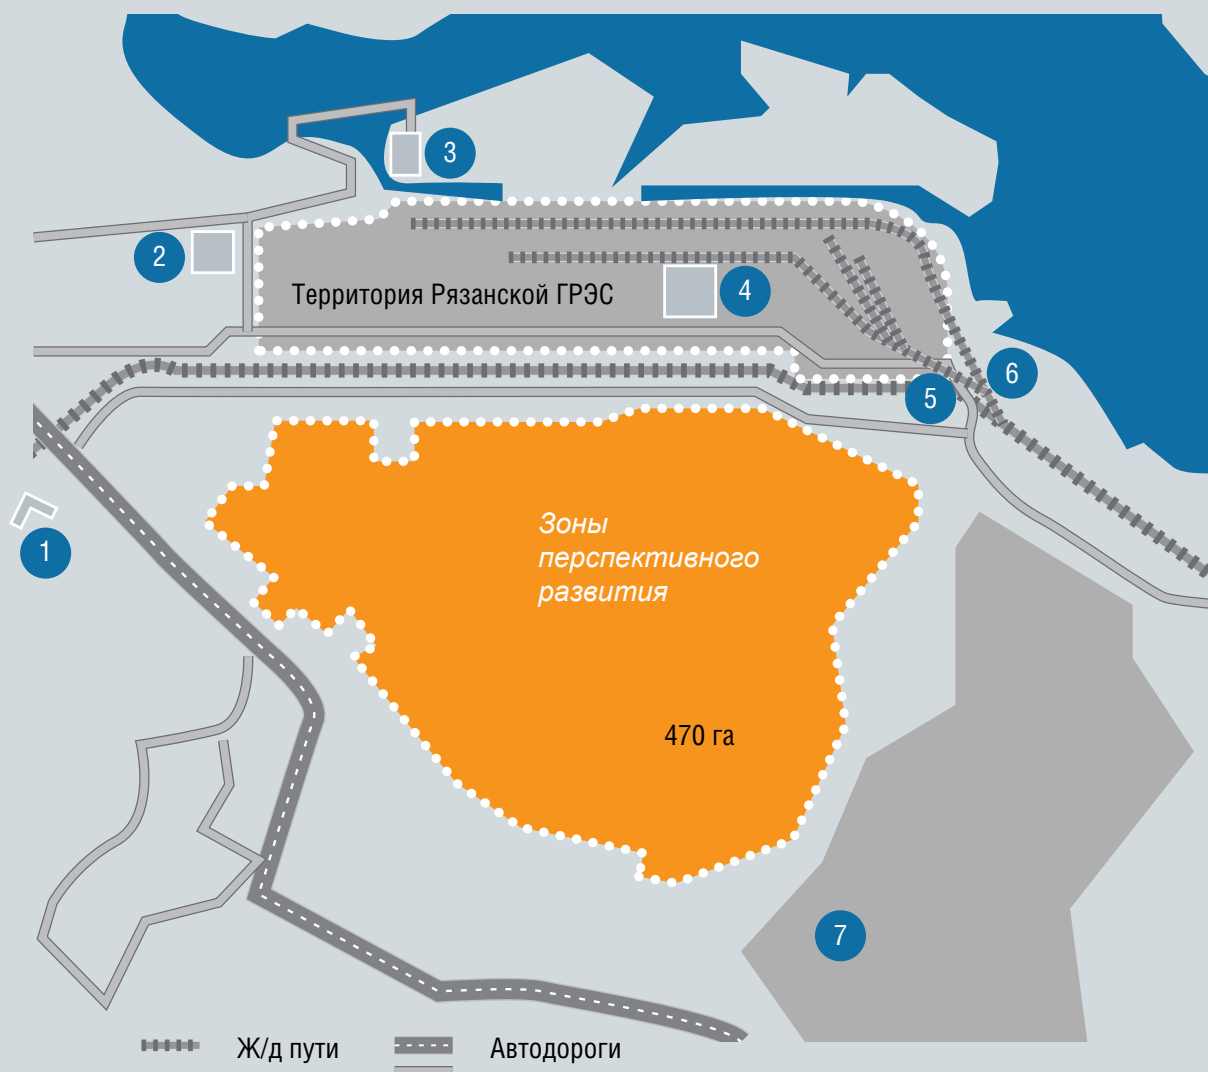 3
2
4
Территория Рязанской ГРЭС
6
5
1
Зоны
перспективного
развития
470 га
7
Ж/д пути
Автодороги